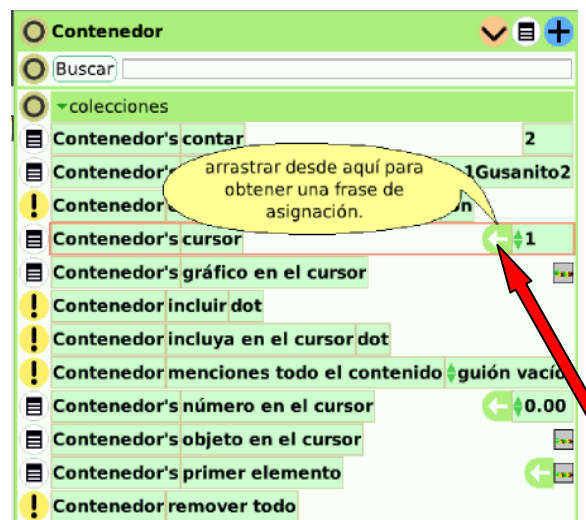 Contenedor
Buscar
colecciones
Contenedor's contar 2
Contenedor's 1Gusanito2
arrastrar desde aquí para
obtener una frase de
asignación.
Contenedor
Contenedor's cursor 1
Contenedor's gráfico en el cursor
Contenedor incluir dot
Contenedor incluya en el cursor dot
Contenedor menciones todo el contenido guión vacío
Contenedor's número en el cursor 0.00
Contenedor's objeto en el cursor
Contenedor's primer elemento
Contenedor remover todo